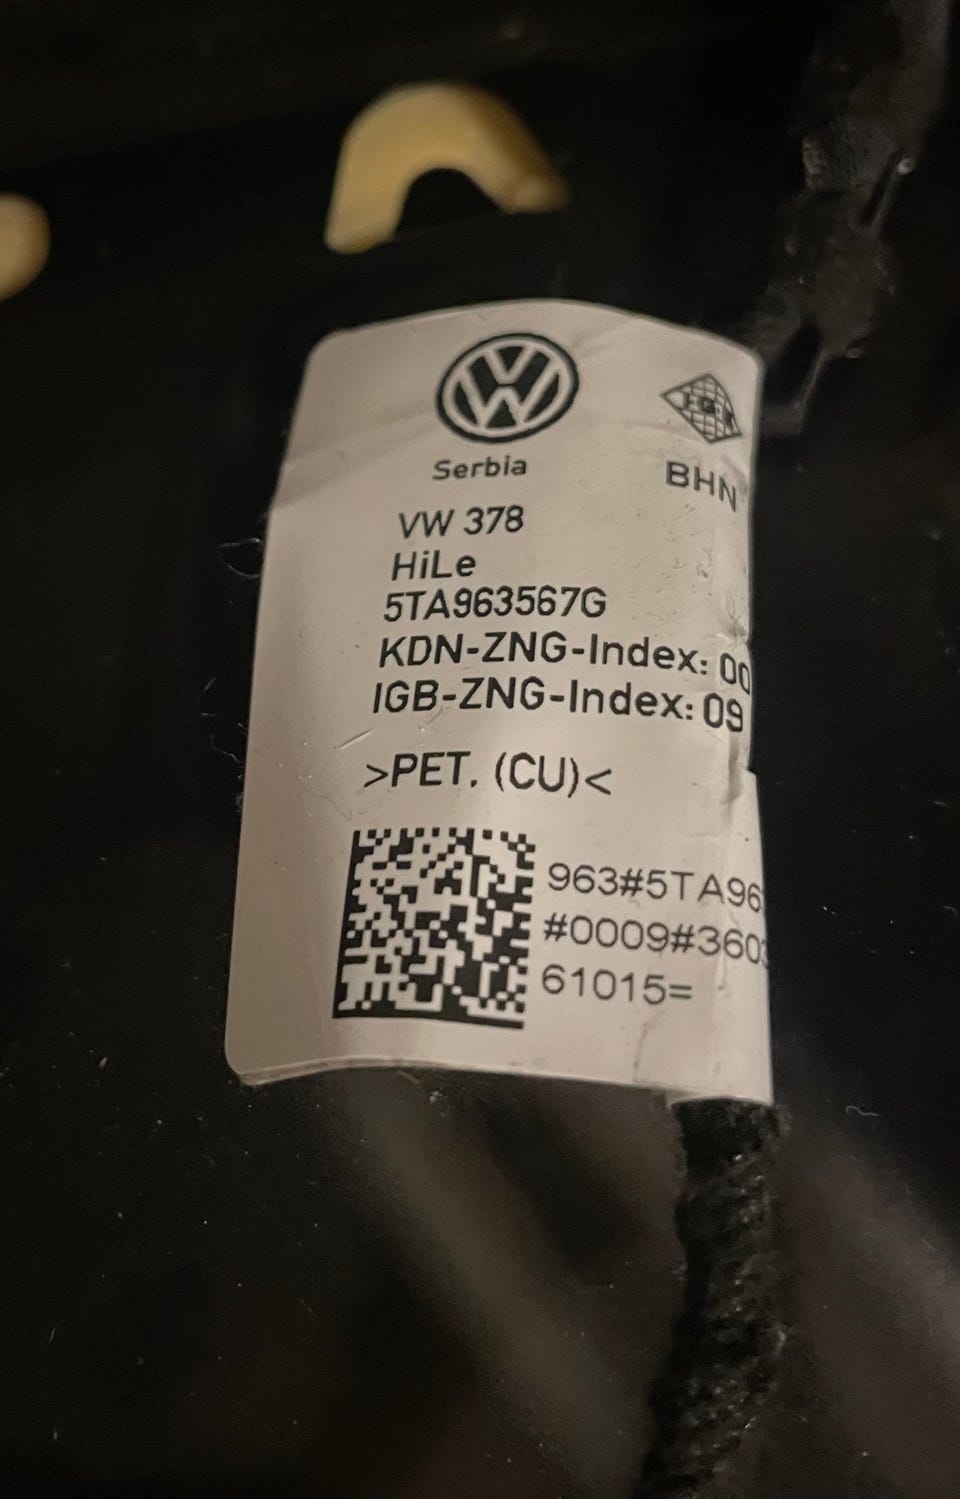 VW
Serbia
I·G·B
BHN
VW 378
HiLe
5TA963567G
KDN-ZNG-Index: 00
IGB-ZNG-Index: 09
>PET. (CU)<
963#5TA96
#0009#360
61015=